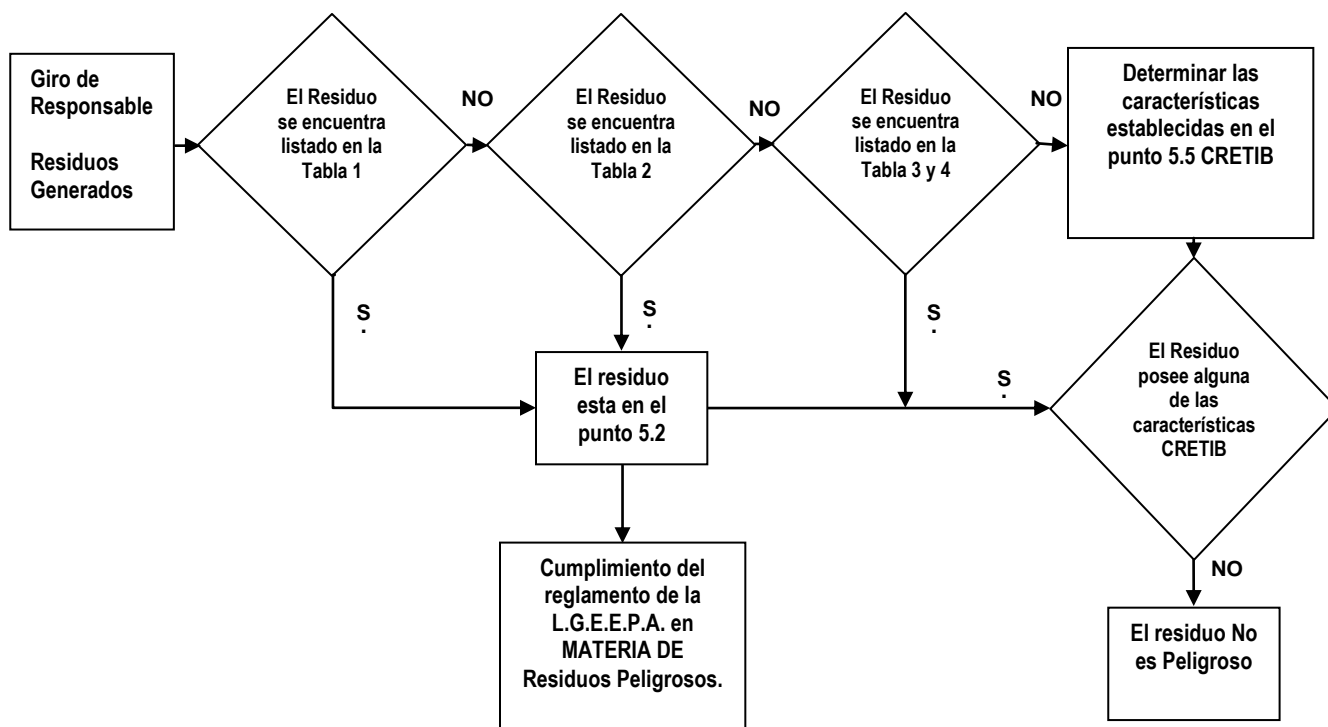 Giro de
Responsable
Residuos
Generados
El Residuo
se encuentra
listado en la
Tabla 1
NO
El Residuo
se encuentra
listado en la
Tabla 2
NO
El Residuo
se encuentra
listado en la
Tabla 3 y 4
NO
Determinar las
característícas
establecidas en el
punto 5.5 CRETIB
S
.
S
.
S
.
S
.
El residuo
esta en el
punto 5.2
El Residuo
posee alguna
de las
características
CRETIB
Cumplimiento del
reglamento de la
L.G.E.E.P.A. en
MATERIA DE
Residuos Peligrosos.
NO
El residuo No
es Peligroso